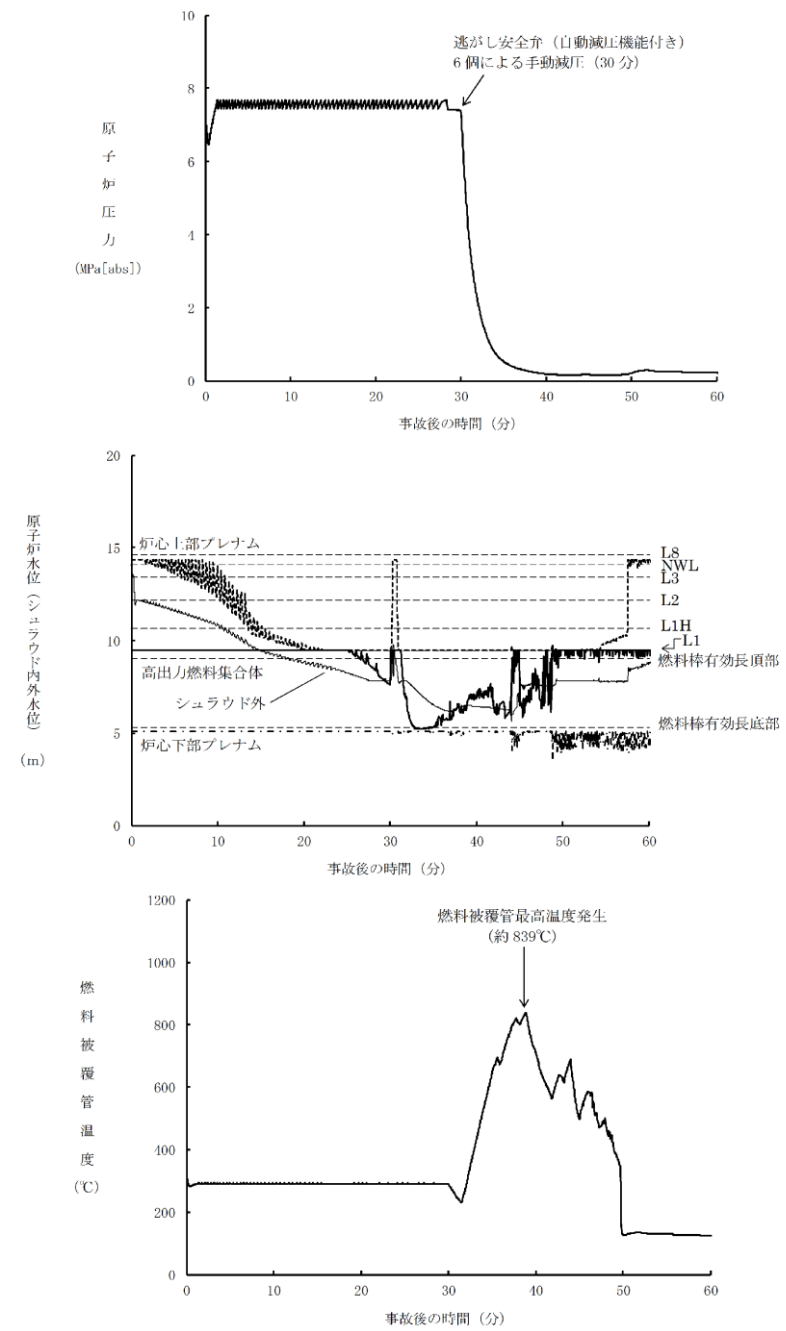 10
8
6
4
2
0
原子炉圧力
(MPa[abs])
逃がし安全弁（自動減圧機能付き）
6個による手動減圧（30分）
0 10 20 30 40 50 60
事故後の時間（分）
20
15
10
5
0
原子炉水位（シュラウド内外水位）
(m)
炉心上部プレナム
高出力燃料集合体
シュラウド外
炉心下部プレナム
L8
NWL
L3
L2
L1H
L1
燃料棒有効長頂部
燃料棒有効長底部
0 10 20 30 40 50 60
事故後の時間（分）
1200
1000
800
600
400
200
0
燃料被覆管温度
(℃)
燃料被覆管最高温度発生
(約839℃)
0 10 20 30 40 50 60
事故後の時間（分）